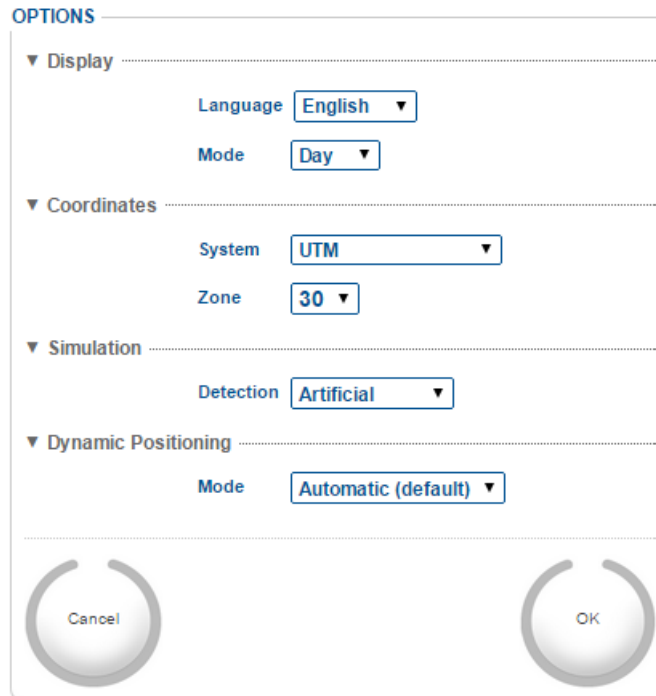 OPTIONS
Display
Language English
Mode Day
Coordinates
System UTM
Zone 30
Simulation
Detection Artificial
Dynamic Positioning
Mode Automatic (default)
Cancel OK